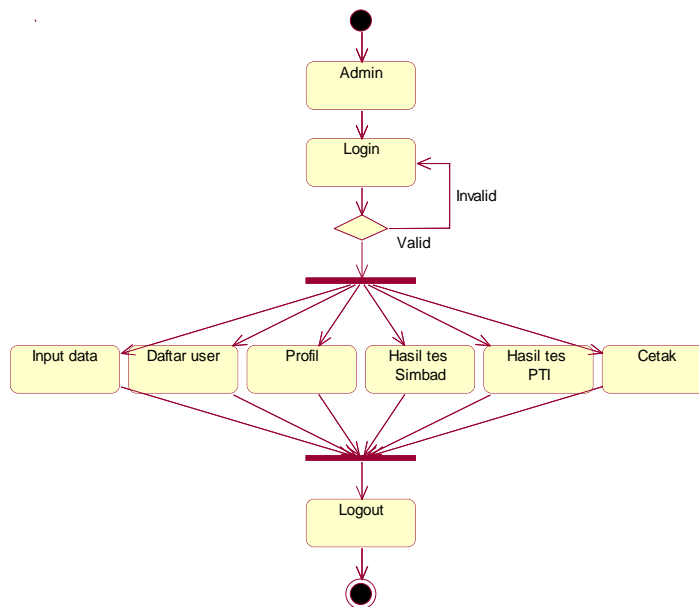 Admin
Login
Invalid
Valid
Input data
Daftar user
Profil
Hasil tes
Simbad
Hasil tes
PTI
Cetak
Logout